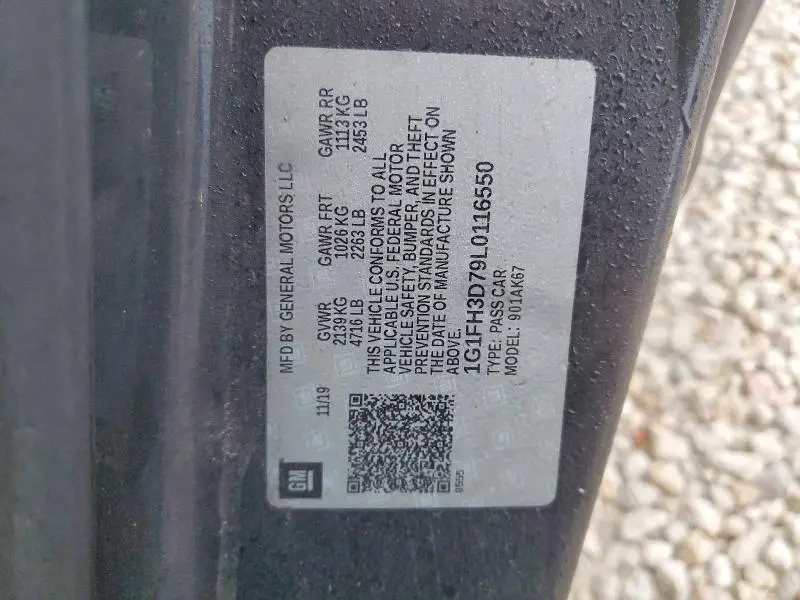 MFD BY GENERAL MOTORS LLC
11/19
GVWR GAWR FRT GAWR RR
2139 KG 1026 KG 1113 KG
4716 LB 2263 LB 2453 LB
THIS VEHICLE CONFORMS TO ALL
APPLICABLE U.S. FEDERAL MOTOR
VEHICLE SAFETY, BUMPER, AND THEFT
PREVENTION STANDARDS IN EFFECT ON
THE DATE OF MANUFACTURE SHOWN
ABOVE.
1G1FH3D79L0116550
TYPE: PASS CAR
MODEL: 901AK67
GM
85555